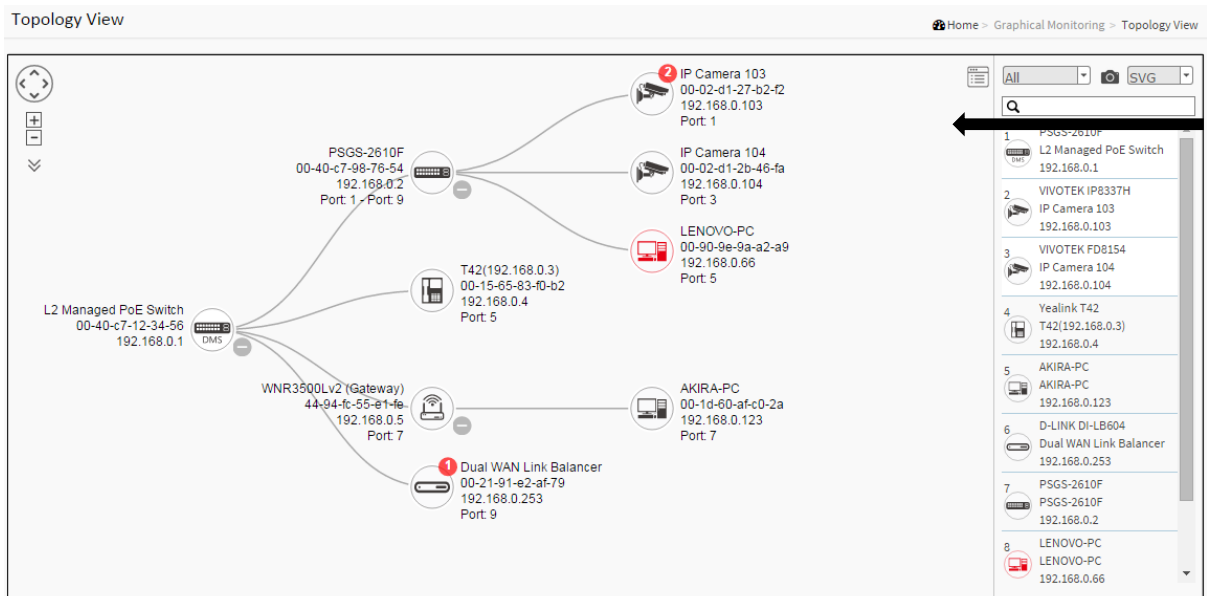 Topology View
Home > Graphical Monitoring > Topology View
2
IP Camera 103
00-02-d1-27-b2-f2
192.168.0.103
Port: 1
PSGS-2610F
00-40-c7-98-76-54
192.168.0.2
Port: 1 - Port: 9
IP Camera 104
00-02-d1-2b-46-fa
192.168.0.104
Port: 3
LENOVO-PC
00-90-9e-9a-a2-a9
192.168.0.66
Port: 5
T42(192.168.0.3)
00-15-65-83-f0-b2
192.168.0.4
Port: 5
L2 Managed PoE Switch
00-40-c7-12-34-56
192.168.0.1
DMS
WNR3500Lv2 (Gateway)
44-94-fc-55-e1-fe
192.168.0.5
Port: 7
AKIRA-PC
00-1d-60-af-c0-2a
192.168.0.123
Port: 7
1
Dual WAN Link Balancer
00-21-91-e2-af-79
192.168.0.253
Port: 9
All
SVG
1
PSGS-2610F
L2 Managed PoE Switch
192.168.0.1
DMS
2
VIVOTEK IP8337H
IP Camera 103
192.168.0.103
3
VIVOTEK FD8154
IP Camera 104
192.168.0.104
4
Yealink T42
T42(192.168.0.3)
192.168.0.4
5
AKIRA-PC
AKIRA-PC
192.168.0.123
6
D-LINK DI-LB604
Dual WAN Link Balancer
192.168.0.253
7
PSGS-2610F
PSGS-2610F
192.168.0.2
8
LENOVO-PC
LENOVO-PC
192.168.0.66